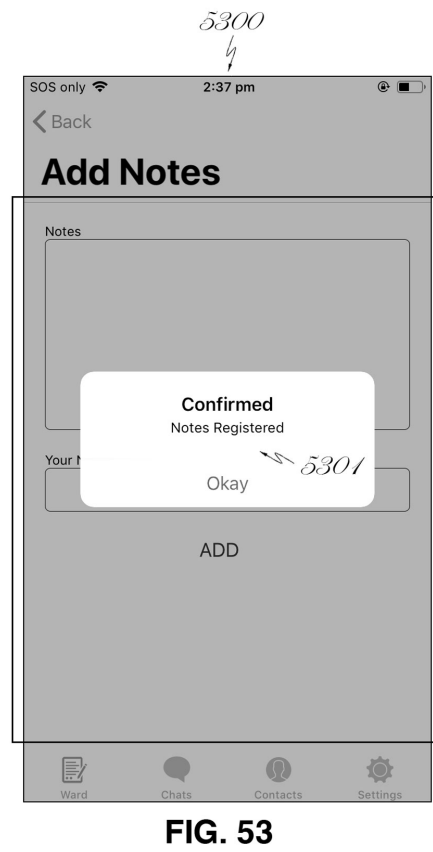 5300
SOS only 2:37 pm
Back
Add Notes
Notes
Confirmed
Notes Registered
5301
Your
Okay
ADD
Ward Chats Contacts Settings
FIG. 53